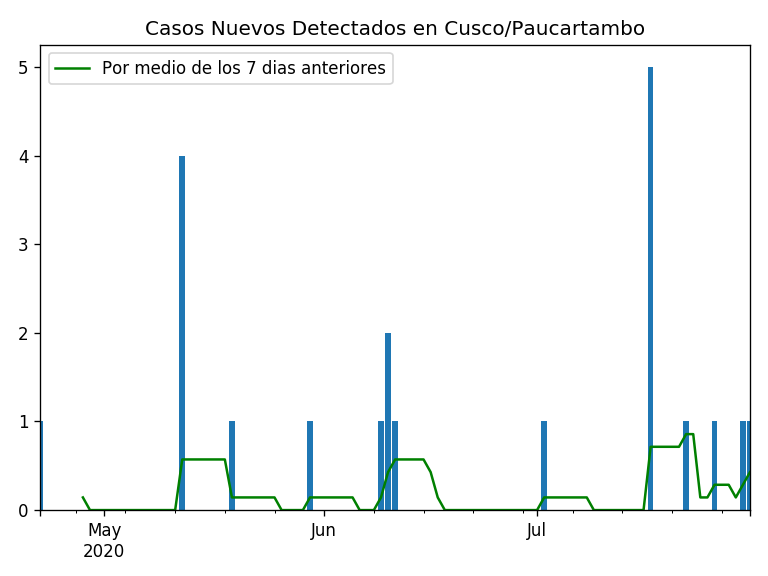 Casos Nuevos Detectados en Cusco/Paucartambo
Por medio de los 7 dias anteriores
5
4
3
2
1
0
May
2020
Jun
Jul